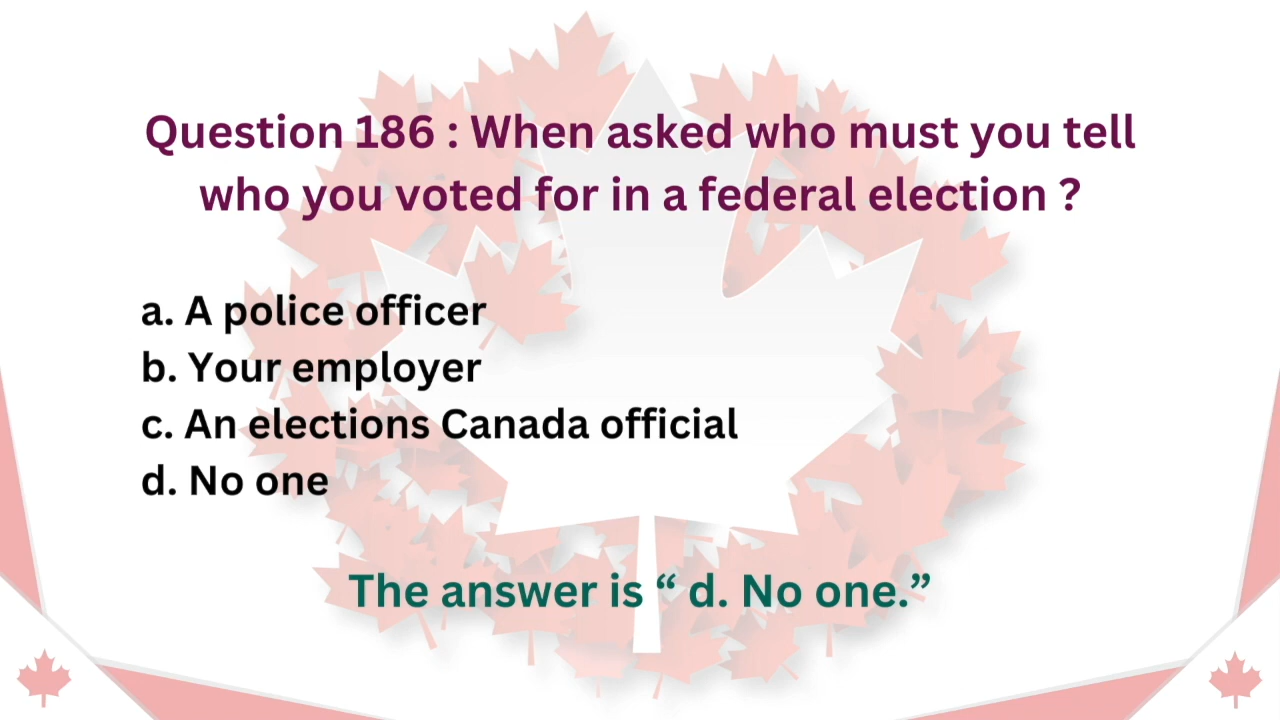 Question 186 : When asked who must you tell
who you voted for in a federal election ?
a. A police officer
b. Your employer
c. An elections Canada official
d. No one
The answer is “ d. No one.”